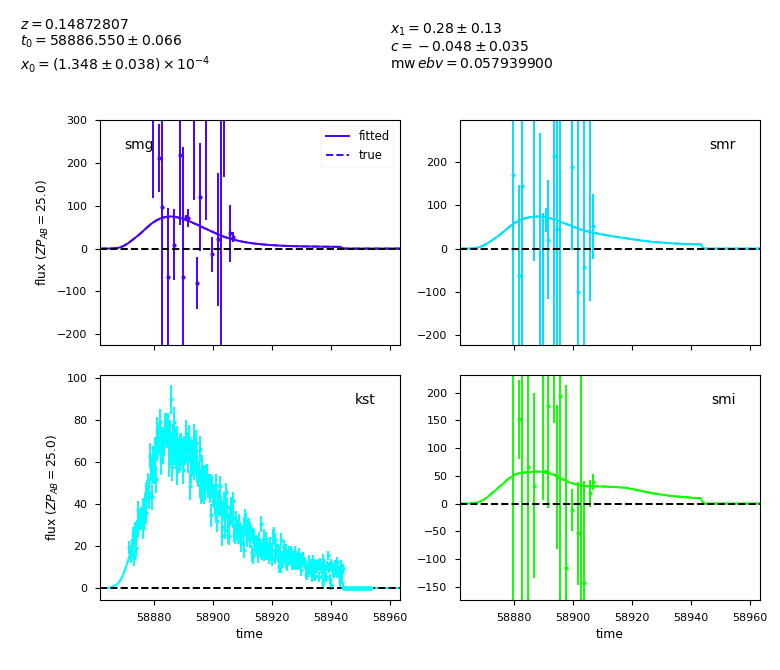 z = 0.14872807
t₀ = 58886.550 ± 0.066
x₀ = (1.348 ± 0.038) × 10⁻⁴
x₁ = 0.28 ± 0.13
c = −0.048 ± 0.035
mw ebv = 0.057939900
smg
fitted
true
300
200
100
0
−100
−200
flux (ZP_AB = 25.0)
smr
200
100
0
−100
−200
kst
100
80
60
40
20
0
flux (ZP_AB = 25.0)
58880 58900 58920 58940 58960
time
smi
200
150
100
50
0
−50
−100
−150
58880 58900 58920 58940 58960
time